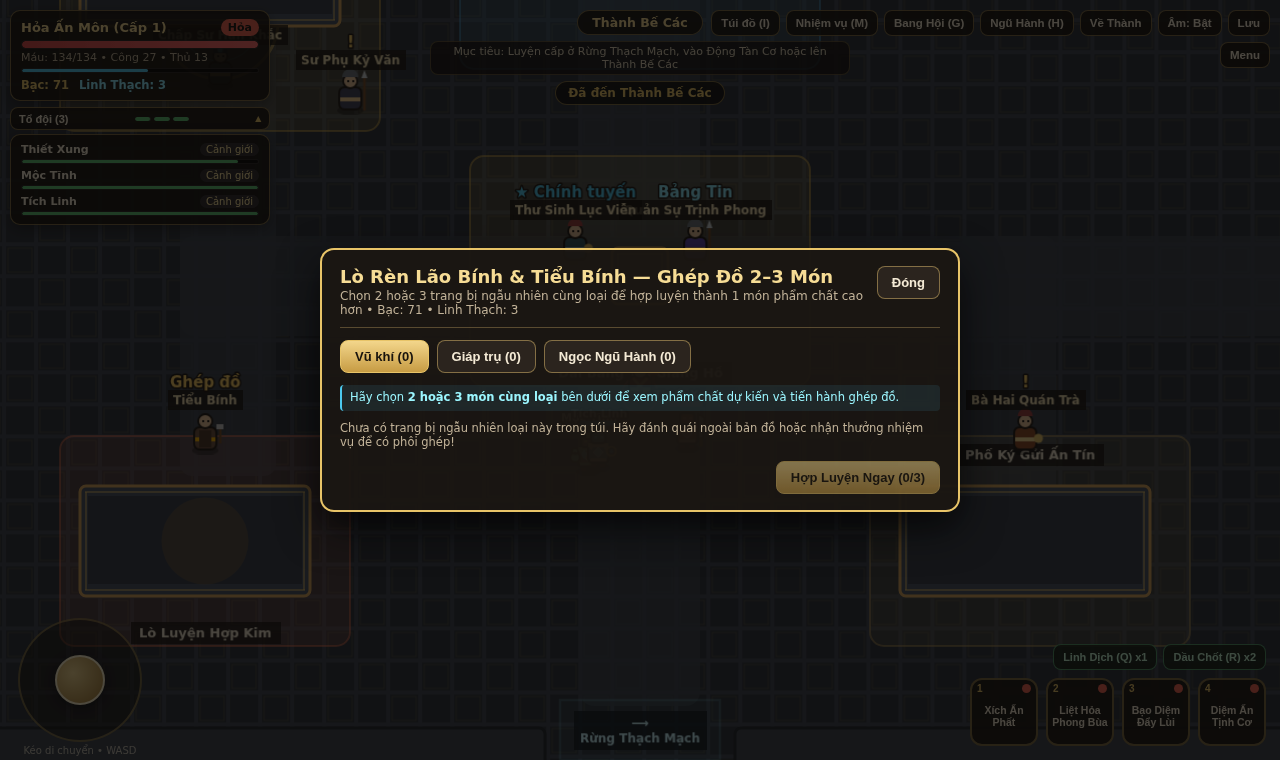 Hỏa Ấn Môn (Cấp 1)
Hỏa
Máu: 134/134 • Công 27 • Thủ 13
Bạc: 71 Linh Thạch: 3
Tổ đội (3)
▲
Thiết Xung
Cảnh giới
Mộc Tinh
Cảnh giới
Tích Linh
Cảnh giới
!
Sư Phụ Kỷ Văn
Thành Bế Các
Túi đồ (I)
Nhiệm vụ (M)
Bang Hội (G)
Ngũ Hành (H)
Về Thành
Âm: Bật
Lưu
Menu
Mục tiêu: Luyện cấp ở Rừng Thạch Mạch, vào Động Tàn Cơ hoặc lên
Thành Bế Các
Đã đến Thành Bế Các
★ Chính tuyến
Bảng Tin
Thư Sinh Lục Viễn
ản Sự Trịnh Phong
Lò Rèn Lão Bính & Tiểu Bính — Ghép Đồ 2–3 Món
Đóng
Chọn 2 hoặc 3 trang bị ngẫu nhiên cùng loại để hợp luyện thành 1 món phẩm chất cao
hơn • Bạc: 71 • Linh Thạch: 3
Vũ khí (0)
Giáp trụ (0)
Ngọc Ngũ Hành (0)
Hãy chọn 2 hoặc 3 món cùng loại bên dưới để xem phẩm chất dự kiến và tiến hành ghép đồ.
Chưa có trang bị ngẫu nhiên loại này trong túi. Hãy đánh quái ngoài bản đồ hoặc nhận thưởng nhiệm
vụ để có phôi ghép!
Hợp Luyện Ngay (0/3)
Ghép đồ
Tiểu Bính
!
Bà Hai Quán Trà
Phố Ký Gửi Ấn Tín
Lò Luyện Hợp Kim
→
Rừng Thạch Mạch
Kéo di chuyển • WASD
Linh Dịch (Q) x1
Dầu Chốt (R) x2
1
Xích Ấn
Phát
2
Liệt Hỏa
Phong Bùa
3
Bạo Diệm
Đẩy Lùi
4
Diệm Ấn
Tịnh Cơ